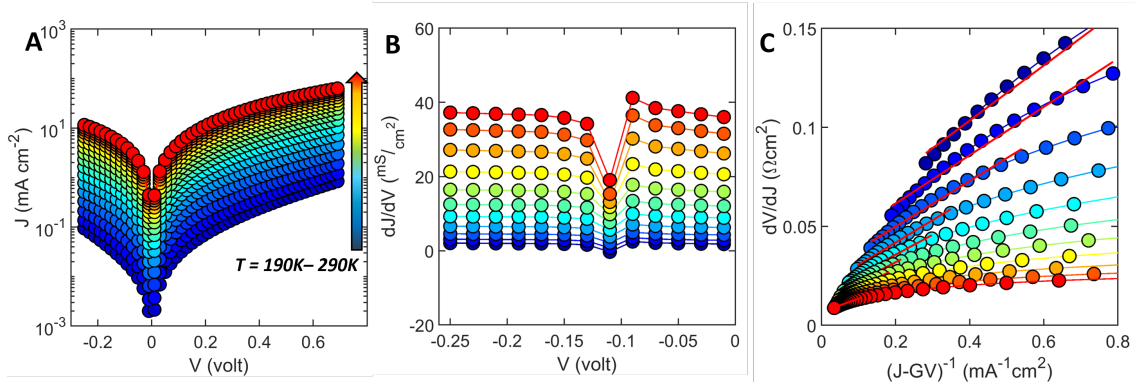 A
10³
10¹
10⁻¹
10⁻³
J (mA cm⁻²)
-0.2 0 0.2 0.4 0.6
V (volt)
T = 190K– 290K
B
60
40
20
0
-20
dJ/dV (mS/cm²)
-0.25 -0.2 -0.15 -0.1 -0.05 0
V (volt)
C
0.15
0.1
0.05
0
dV/dJ (Ωcm²)
0 0.2 0.4 0.6 0.8
(J-GV)⁻¹ (mA⁻¹cm²)